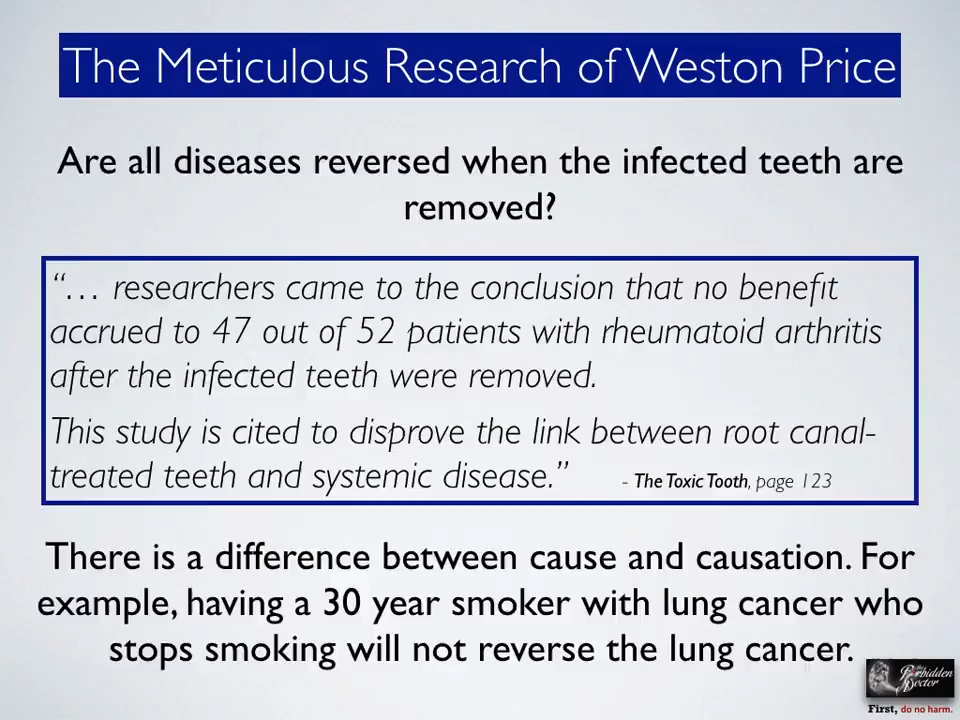 The Meticulous Research of Weston Price
Are all diseases reversed when the infected teeth are
removed?
“… researchers came to the conclusion that no benefit
accrued to 47 out of 52 patients with rheumatoid arthritis
after the infected teeth were removed.
This study is cited to disprove the link between root canal-
treated teeth and systemic disease.” - The Toxic Tooth, page 123
There is a difference between cause and causation. For
example, having a 30 year smoker with lung cancer who
stops smoking will not reverse the lung cancer.
the
Forbidden
Doctor
First, do no harm.